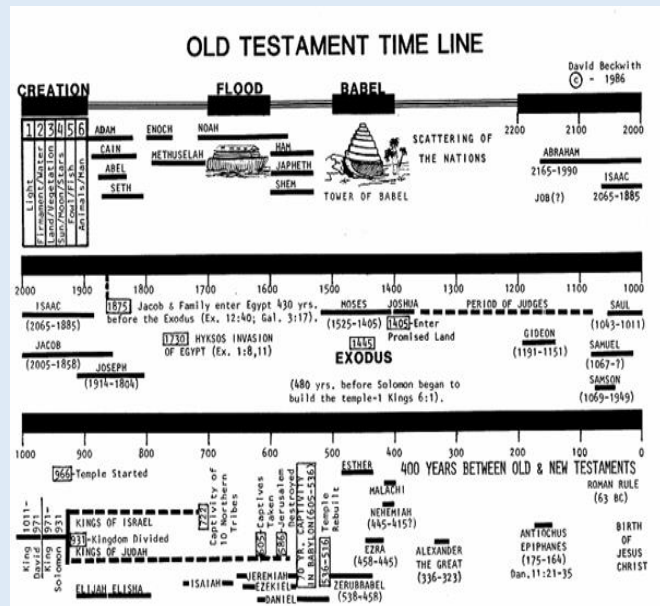 OLD TESTAMENT TIME LINE
David Beckwith
© - 1986
CREATION
FLOOD
BABEL
2200
2100
2000
1
2
3
4
5
6
Light
Firmament/Water
Land/Vegetation
Sun/Moon/Stars
Fowl/Fish
Animals/Man
ADAM
CAIN
ABEL
SETH
ENOCH
METHUSELAH
NOAH
HAM
JAPHETH
SHEM
TOWER OF BABEL
SCATTERING OF
THE NATIONS
ABRAHAM
2165-1990
JOB(?)
ISAAC
2065-1885
2000
1900
1800
1700
1600
1500
1400
1300
1200
1100
1000
ISAAC
(2065-1885)
JACOB
(2005-1858)
JOSEPH
(1914-1804)
1875 Jacob & Family enter Egypt 430 yrs.
before the Exodus (Ex. 12:40; Gal. 3:17).
1730 HYKSOS INVASION
OF EGYPT (Ex. 1:8,11)
MOSES
(1525-1405)
JOSHUA
1405-Enter
Promised Land
1445
EXODUS
(480 yrs. before Solomon began to
build the temple-1 Kings 6:1).
PERIOD OF JUDGES
GIDEON
(1191-1151)
SAUL
(1043-1011)
SAMUEL
(1067-?)
SAMSON
(1069-1949)
1000
900
800
700
600
500
400
300
200
100
0
966-Temple Started
King David
1011-971
King Solomon
971-931
KINGS OF ISRAEL
931-Kingdom Divided
KINGS OF JUDAH
ELIJAH
ELISHA
722
Captivity of
10 Northern
Tribes
ISAIAH
605
Captives
Taken
586
Jerusalem
Destroyed
70 YR. CAPTIVITY
IN BABYLON(605-536)
536-516
Temple
Rebuilt
JEREMIAH
EZEKIEL
DANIEL
ESTHER
MALACHI
NEHEMIAH
(445-415?)
EZRA
(458-445)
ZERUBBABEL
(538-458)
400 YEARS BETWEEN OLD & NEW TESTAMENTS
ALEXANDER
THE GREAT
(336-323)
ANTIOCHUS
EPIPHANES
(175-164)
Dan.11:21-35
ROMAN RULE
(63 BC)
BIRTH
OF
JESUS
CHRIST